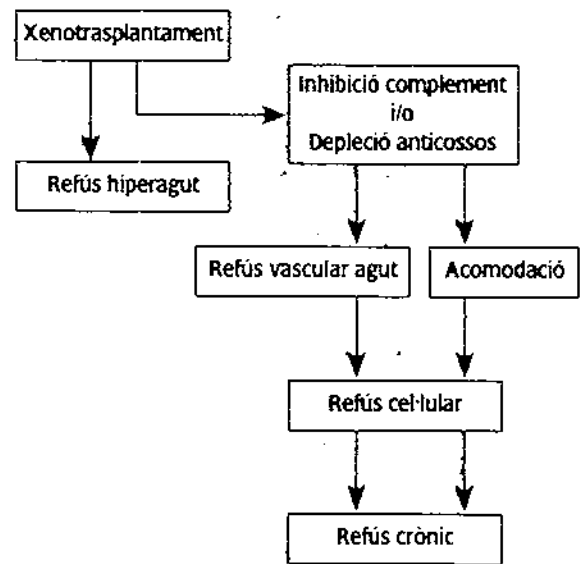 Xenotrasplantament
Inhibició complement
i/o
Depleció anticossos
Refús hiperagut
Refús vascular agut
Acomodació
Refús cel·lular
Refús crònic